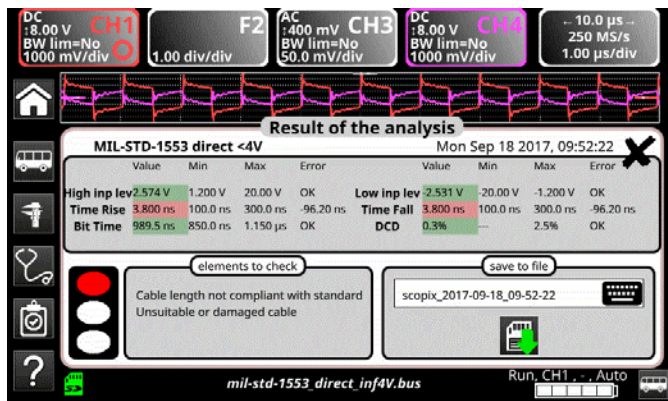 DC
↕8.00 V CH1
BW lim=No
1000 mV/div
F2
1.00 div/div
AC
↕400 mV CH3
BW lim=No
50.0 mV/div
DC
↕8.00 V CH4
BW lim=No
1000 mV/div
←10.0 µs→
250 MS/s
1.00 µs/div
Result of the analysis
MIL-STD-1553 direct <4V Mon Sep 18 2017, 09:52:22
Value Min Max Error Value Min Max Error
High inp lev 2.574 V 1.200 V 20.00 V OK Low inp lev -2.531 V -20.00 V -1.200 V OK
Time Rise 3.800 ns 100.0 ns 300.0 ns -96.20 ns Time Fall 3.800 ns 100.0 ns 300.0 ns -96.20 ns
Bit Time 989.5 ns 850.0 ns 1.150 µs OK DCD 0.3% --- 2.5% OK
elements to check
Cable length not compliant with standard
Unsuitable or damaged cable
save to file
scopix_2017-09-18_09-52-22
?
mil-std-1553_direct_inf4V.bus
Run, CH1 , - , Auto